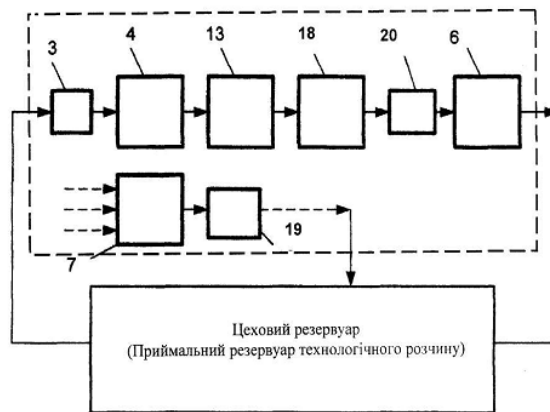 3 4 13 18 20 6
7 19
Цеховий резервуар
(Приймальний резервуар технологічного розчину)